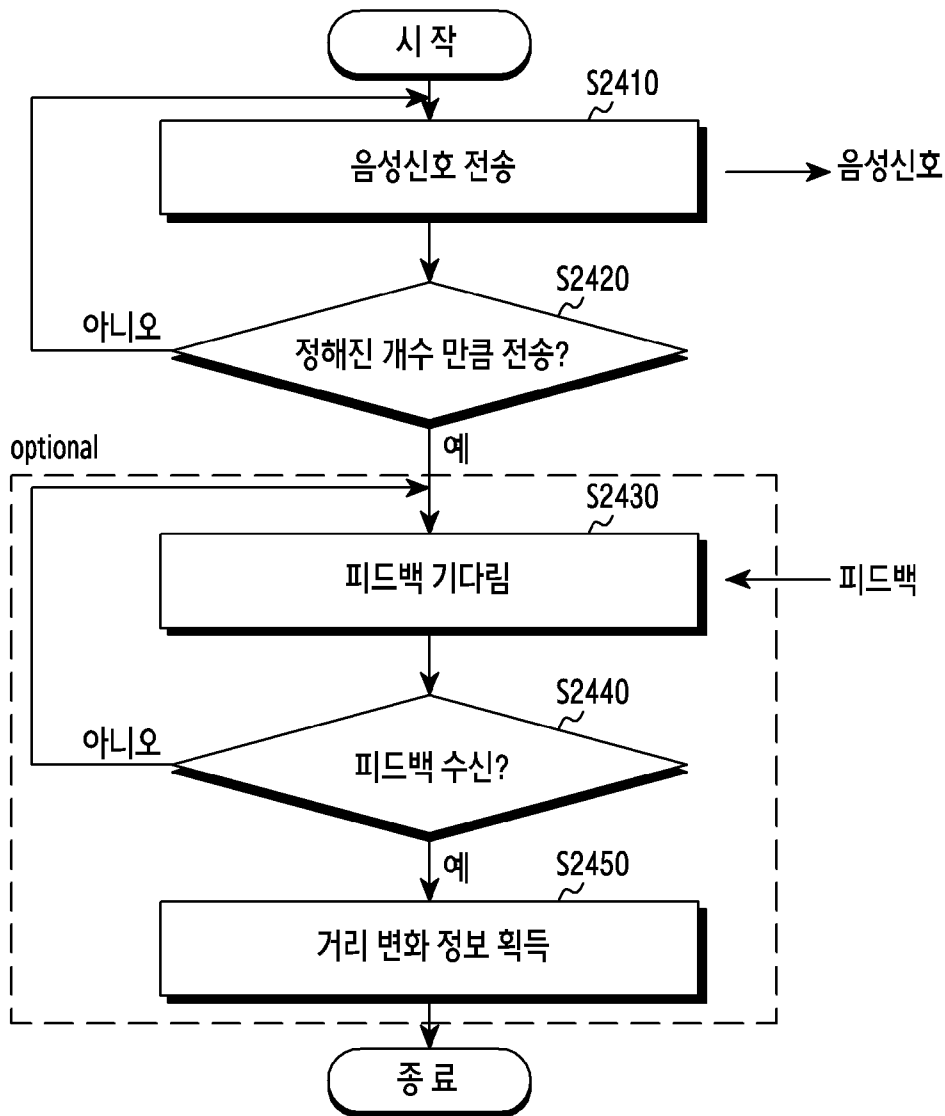 시 작
S2410
음성신호 전송
음성신호
S2420
아니오
정해진 개수 만큼 전송?
예
optional
S2430
피드백 기다림
피드백
S2440
아니오
피드백 수신?
예
S2450
거리 변화 정보 획득
종 료